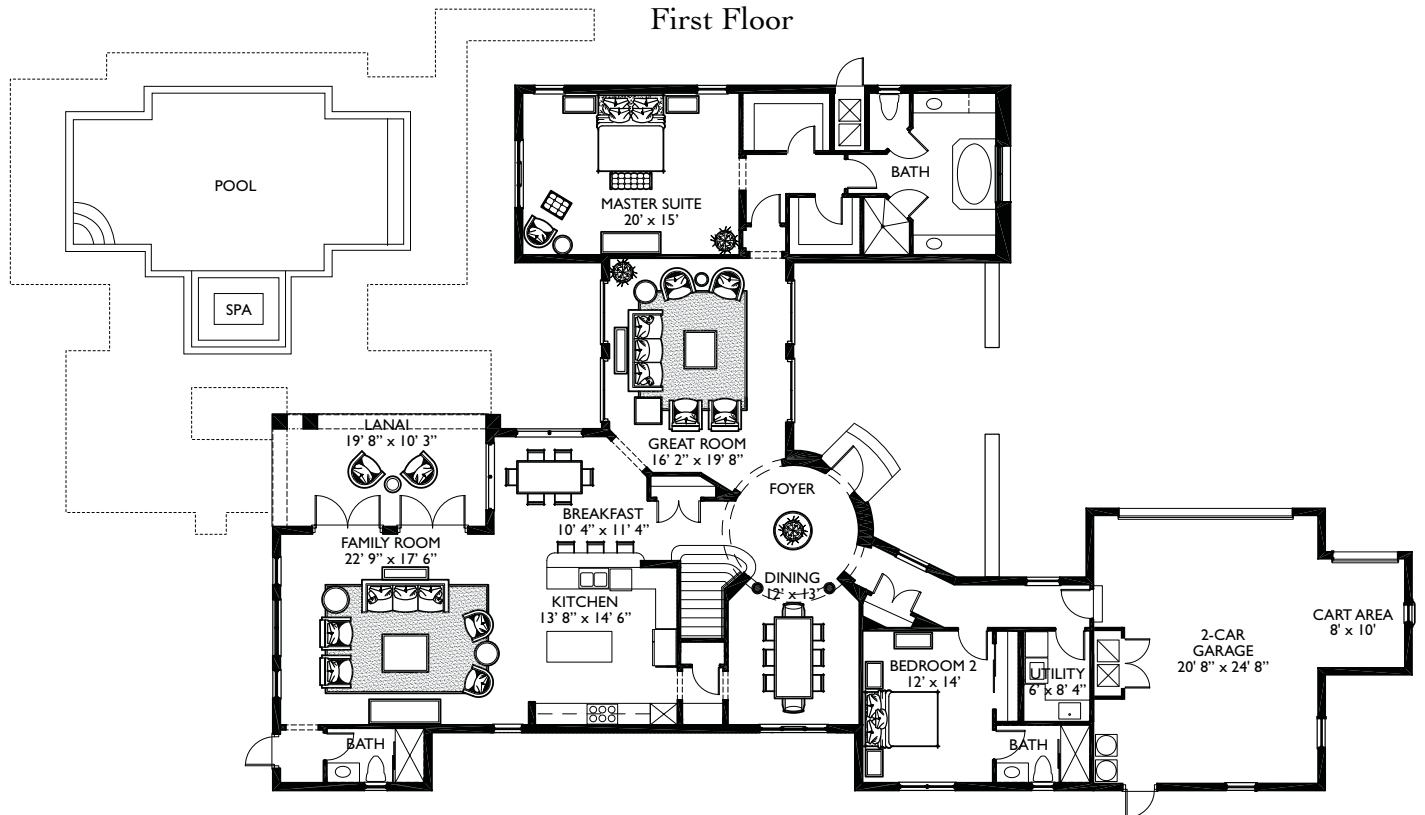 First Floor
POOL
SPA
MASTER SUITE
20’ x 15’
BATH
GREAT ROOM
16’ 2” x 19’ 8”
LANAI
19’ 8” x 10’ 3”
FOYER
BREAKFAST
10’ 4” x 11’ 4”
FAMILY ROOM
22’ 9” x 17’ 6”
DINING
12’ x 13’
KITCHEN
13’ 8” x 14’ 6”
BEDROOM 2
12’ x 14’
UTILITY
6’ x 8’ 4”
2-CAR
GARAGE
20’ 8” x 24’ 8”
CART AREA
8' x 10'
BATH
BATH